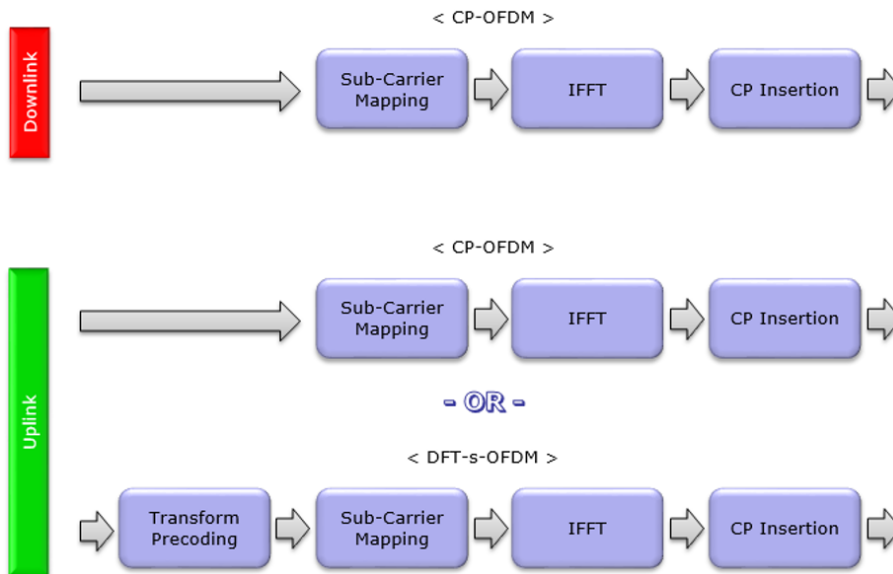 < CP-OFDM >
Downlink
Sub-Carrier
Mapping
IFFT
CP Insertion
Uplink
< CP-OFDM >
Sub-Carrier
Mapping
IFFT
CP Insertion
- OR -
< DFT-s-OFDM >
Transform
Precoding
Sub-Carrier
Mapping
IFFT
CP Insertion